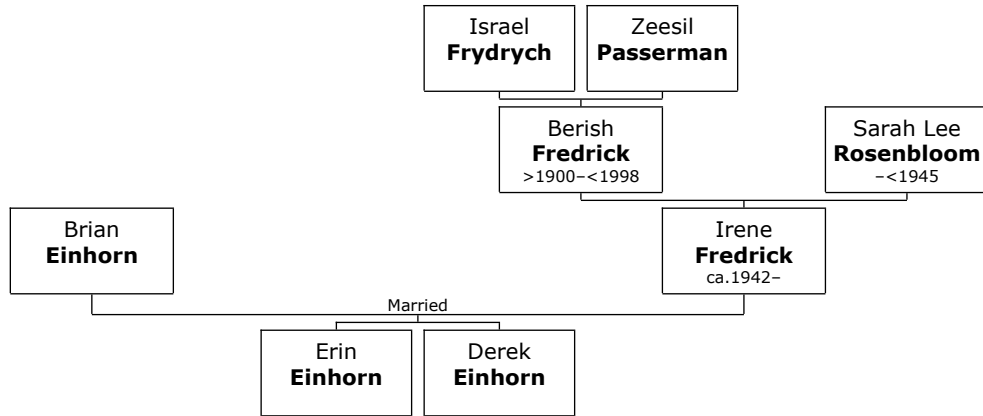 Israel
Frydrych
Zeesil
Passerman
Berish
Fredrick
>1900–<1998
Sarah Lee
Rosenbloom
–<1945
Brian
Einhorn
Irene
Fredrick
ca.1942–
Married
Erin
Einhorn
Derek
Einhorn